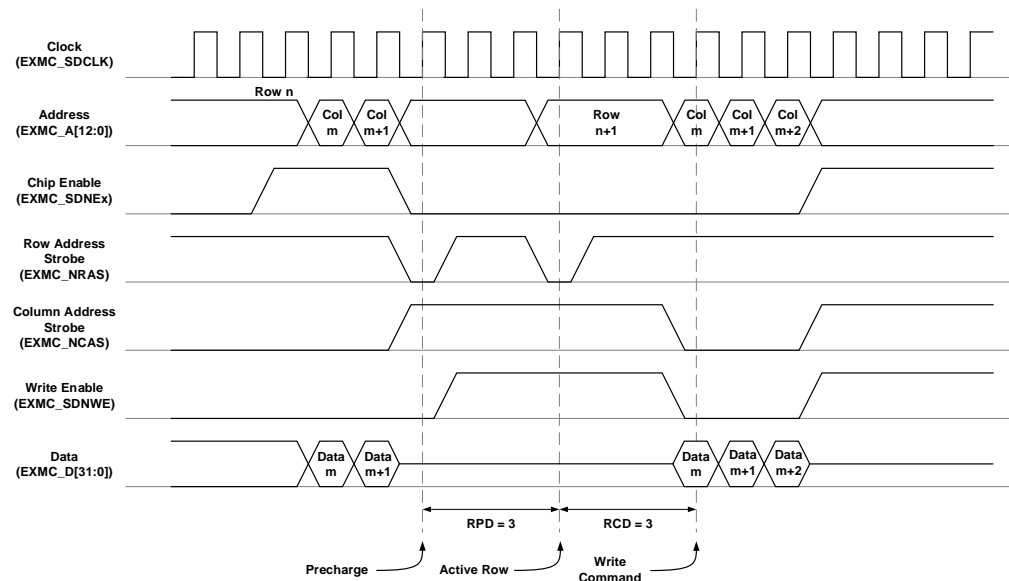 Clock
(EXMC_SDCLK)
Row n
Address
(EXMC_A[12:0])
Col
m
Col
m+1
Row
n+1
Col
m
Col
m+1
Col
m+2
Chip Enable
(EXMC_SDNEx)
Row Address
Strobe
(EXMC_NRAS)
Column Address
Strobe
(EXMC_NCAS)
Write Enable
(EXMC_SDNWE)
Data
(EXMC_D[31:0])
Data
m
Data
m+1
Data
m
Data
m+1
Data
m+2
RPD = 3
RCD = 3
Precharge
Active Row
Write
Command